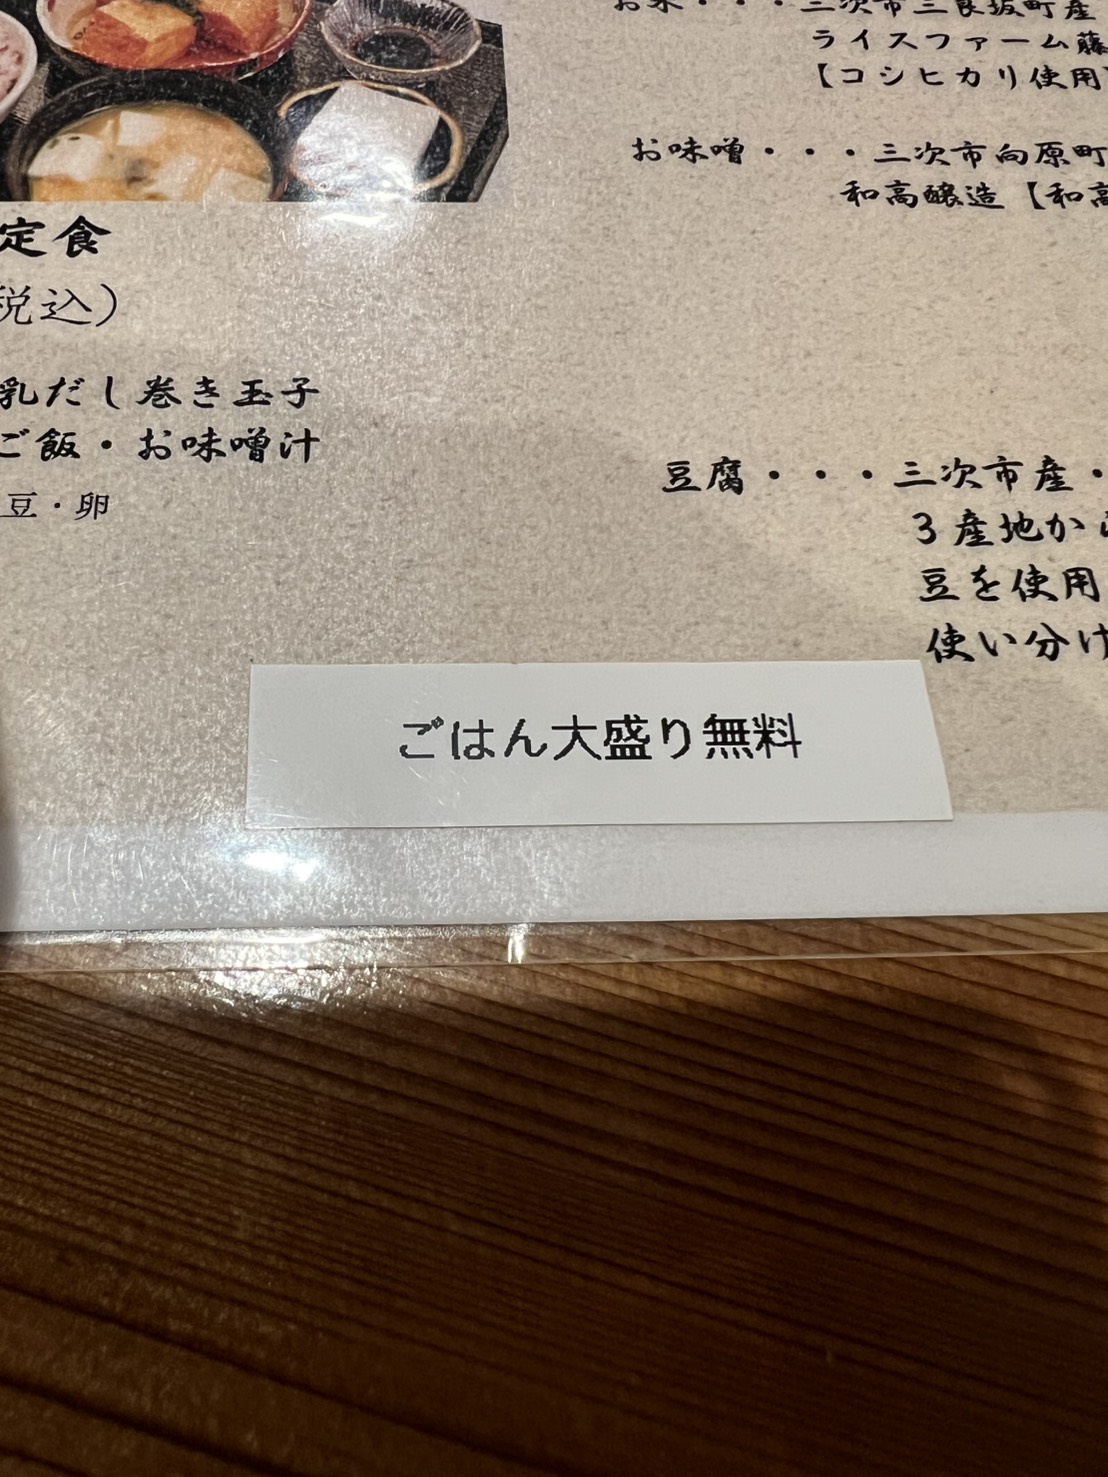 定食
税込）
乳だし巻き玉子
ご飯・お味噌汁
豆・卵
お米・・・三次市三良坂町産
ライスファーム藤
【コシヒカリ使用】
お味噌・・・三次市向原町
和高醸造【和高
豆腐・・・三次市産・
３産地から
豆を使用
使い分け
ごはん大盛り無料